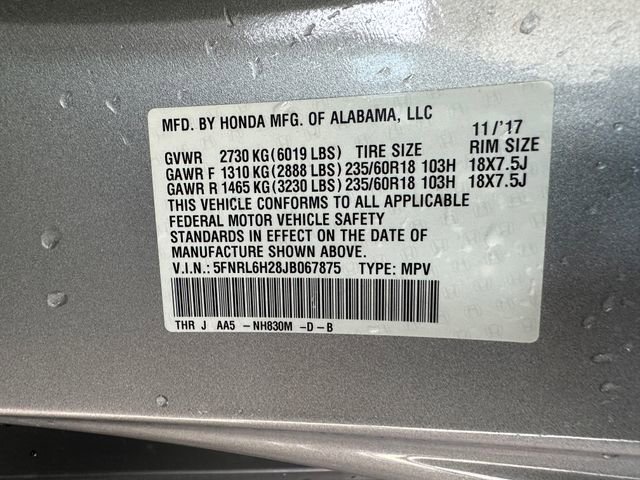 MFD. BY HONDA MFG. OF ALABAMA, LLC 11/'17
GVWR 2730 KG(6019 LBS) TIRE SIZE RIM SIZE
GAWR F 1310 KG(2888 LBS)235/60R18 103H 18X7.5J
GAWR R 1465 KG(3230 LBS)235/60R18 103H 18X7.5J
THIS VEHICLE CONFORMS TO ALL APPLICABLE
FEDERAL MOTOR VEHICLE SAFETY
STANDARDS IN EFFECT ON THE DATE OF
MANUFACTURE SHOWN ABOVE.
V.I.N.: 5FNRL6H28JB067875 TYPE: MPV
THR J AA5 -NH830M -D-B